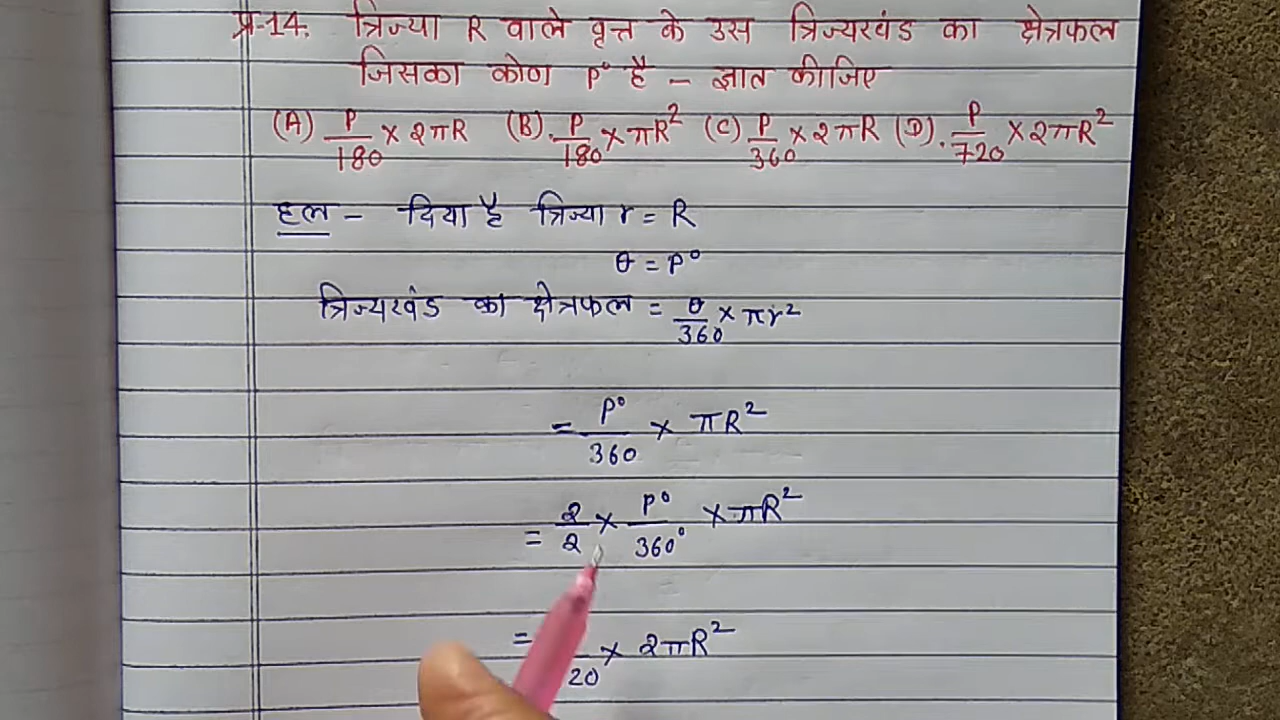 प्र-14. त्रिज्या R वाले वृत्त के उस त्रिज्यखंड का क्षेत्रफल
जिसका कोण P° है - ज्ञात कीजिए
(A) P/180 × 2πR (B). P/180 × πR² (C) P/360 × 2πR (D). P/720 × 2πR²
हल - दिया है त्रिज्या r = R
θ = P°
त्रिज्यखंड का क्षेत्रफल = θ/360 × πr²
= P°/360 × πR²
= 2/2 × P°/360° × πR²
= 20 × 2πR²